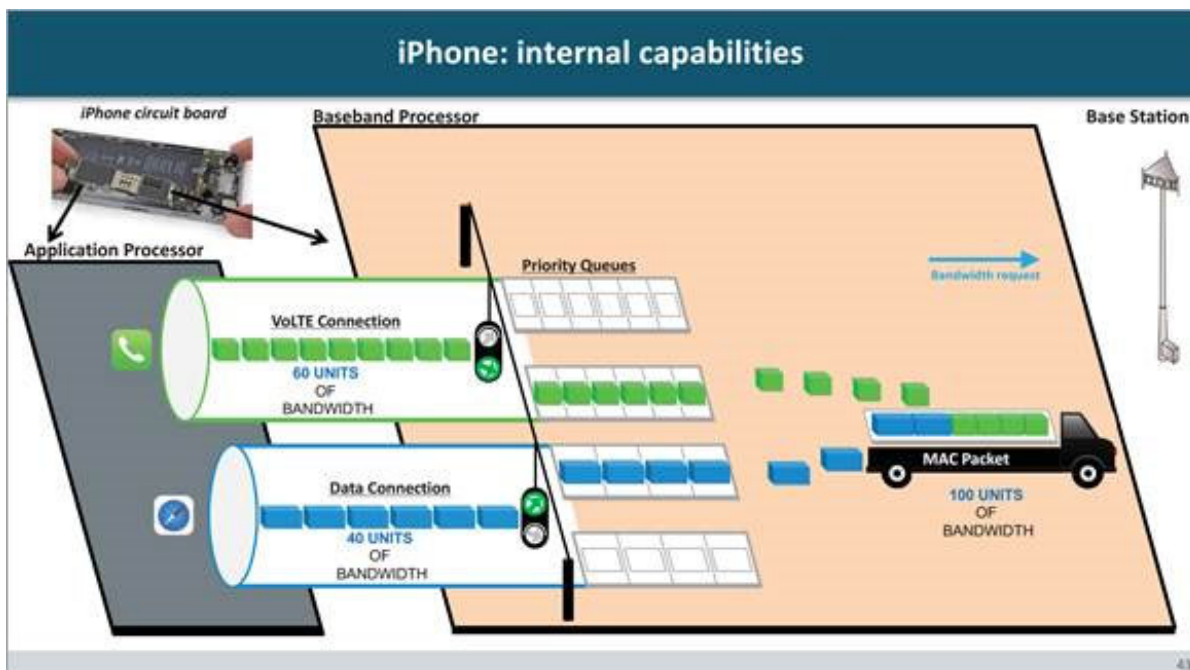 iPhone: internal capabilities
iPhone circuit board
Baseband Processor
Base Station
Application Processor
Priority Queues
Bandwidth request
VoLTE Connection
60 UNITS
OF
BANDWIDTH
Data Connection
40 UNITS
OF
BANDWIDTH
MAC Packet
100 UNITS
OF
BANDWIDTH